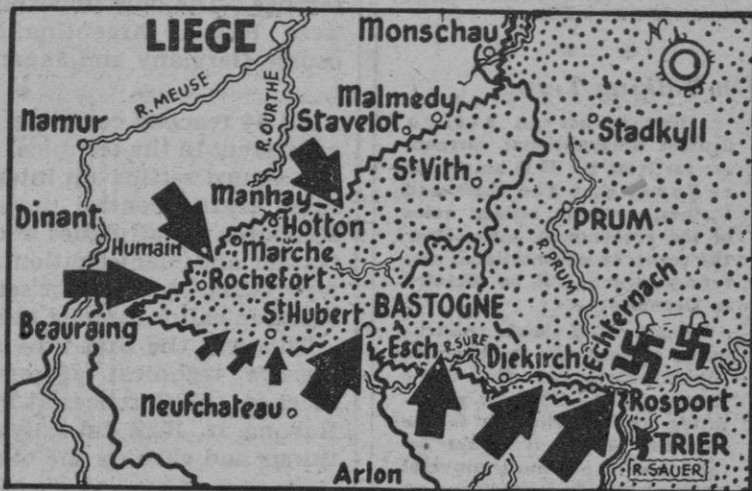 N
LIEGE
Monschau
R. MEUSE
R. OURTHE
Malmedy
Stavelot
Namur
Stadkyll
St Vith
Manhay
Dinant
Hotton
PRUM
Humain
Marche
R. PRUM
Rochefort
St Hubert
BASTOGNE
Echternach
Beauraing
Esch
R. SURE
Diekirch
Neufchateau
Rosport
TRIER
Arlon
R. SAUER